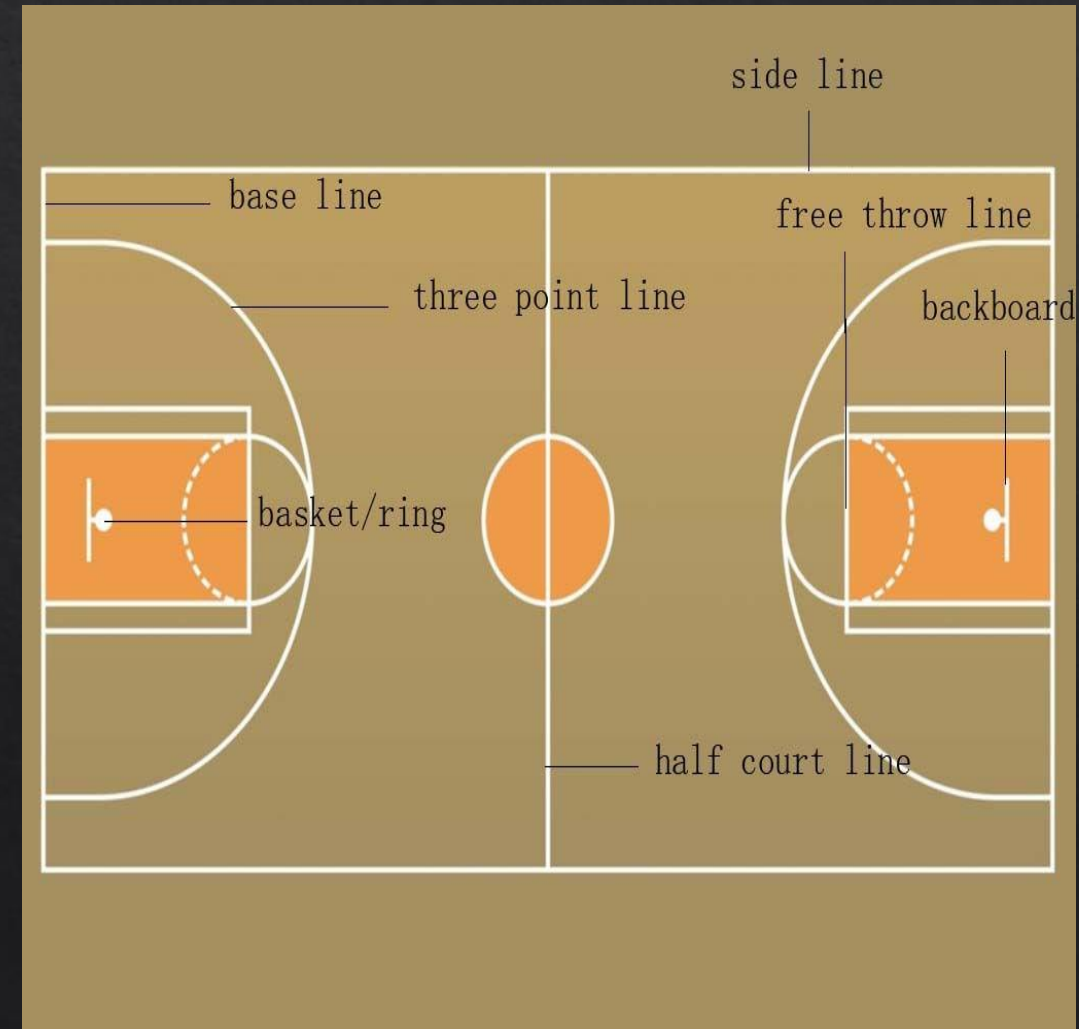 side line
base line
free throw line
three point line
backboard
basket/ring
half court line